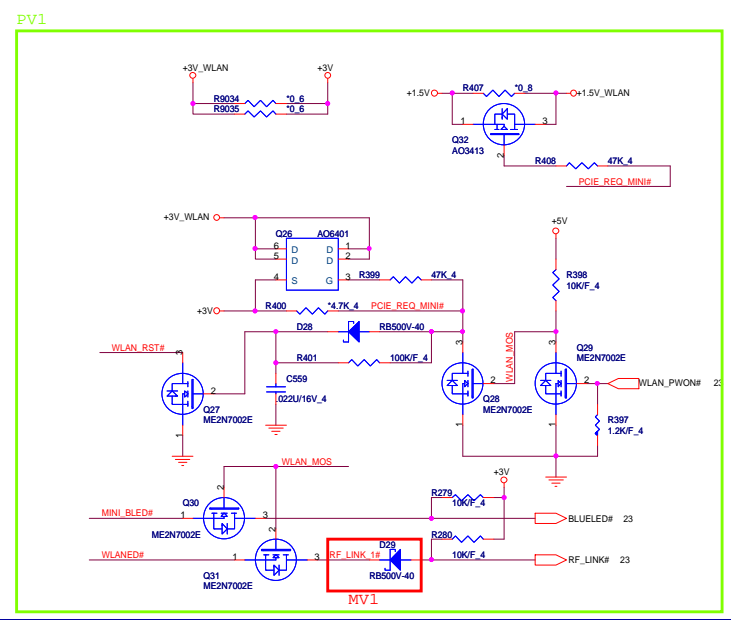 PV1
+3V_WLAN +3V
R9034 *0_6
R9035 *0_6
R407 *0_8
+1.5V +1.5V_WLAN
1 3
Q32
AO3413
2
R408 47K_4
PCIE_REQ_MINI#
+3V_WLAN
+5V
Q26 AO6401
6 D D 1
5 D D 2
4 S G 3
R399 47K_4
R398
10K/F_4
+3V
R400 *4.7K_4 PCIE_REQ_MINI#
D28 RB500V-40
WLAN_RST#
R401 100K/F_4
WLAN_MOS
3
3
3
Q29
ME2N7002E
2
2
2
WLAN_PWON# 23
C559
.022U/16V_4
Q27
ME2N7002E
Q28
ME2N7002E
R397
1.2K/F_4
1
1
1
WLAN_MOS
+3V
2
Q30
R279
10K/F_4
MINI_BLED# 1 3
BLUELED# 23
ME2N7002E
2
R280
WLANED# 1 3
Q31
ME2N7002E
RF_LINK_1#
D29
RB500V-40
10K/F_4
RF_LINK# 23
MV1